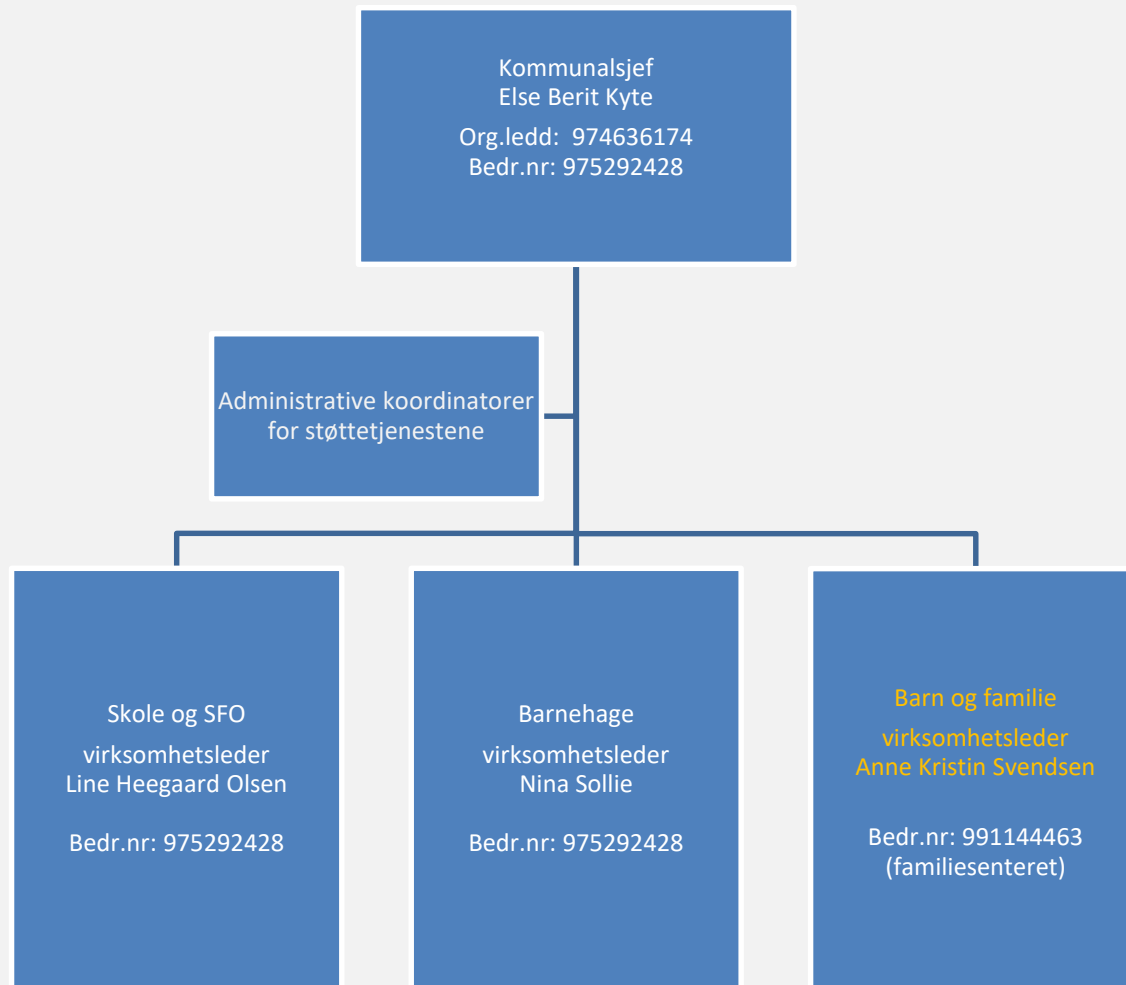 Kommunalsjef
Else Berit Kyte
Org.ledd:  974636174
Bedr.nr: 975292428
Administrative koordinatorer
for støttetjenestene
Skole og SFO
virksomhetsleder
Line Heegaard Olsen
Bedr.nr: 975292428
Barnehage
virksomhetsleder
Nina Sollie
Bedr.nr: 975292428
Barn og familie
virksomhetsleder
Anne Kristin Svendsen
Bedr.nr: 991144463
(familiesenteret)